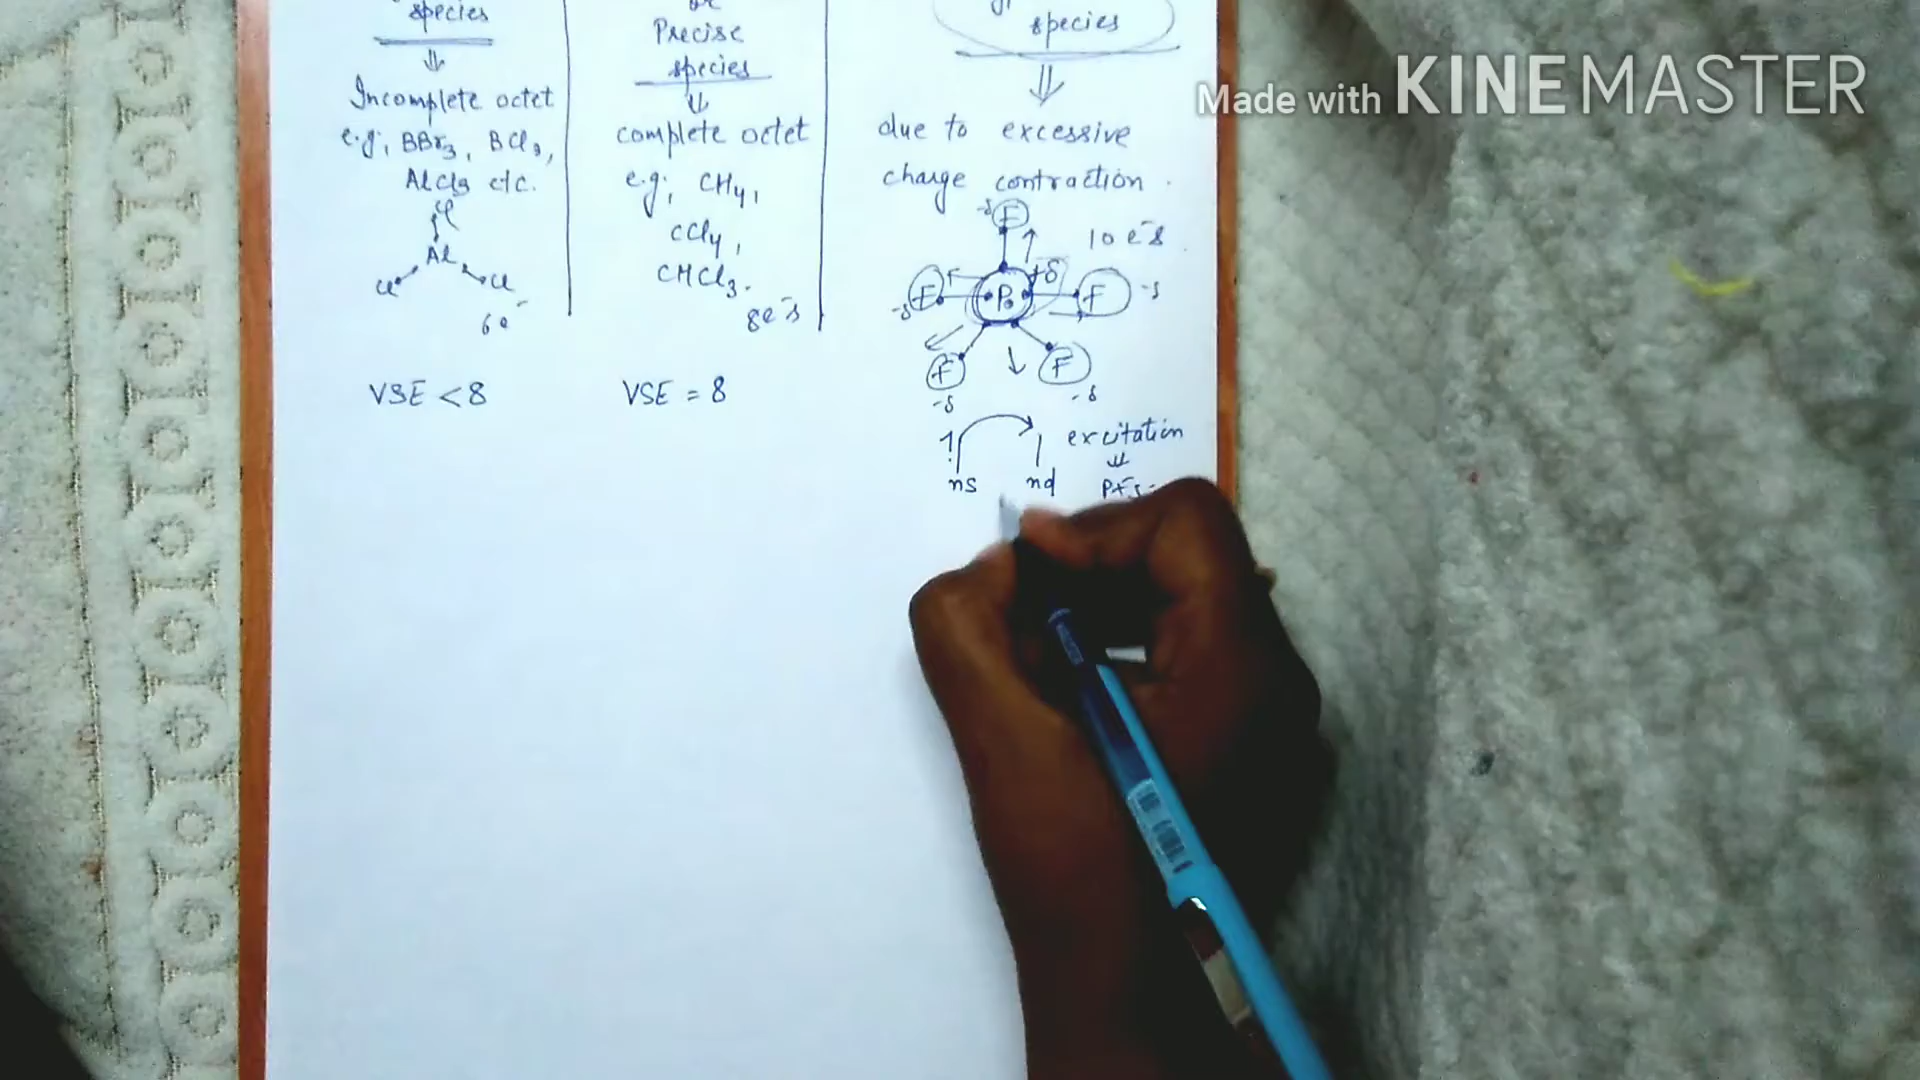 species
Incomplete octet
e.g; BBr3, BCl3,
AlCl3 etc.
Cl
Al
Cl Cl
6e-
VSE < 8
Precise
species
complete octet
e.g; CH4,
CCl4,
CHCl3.
8e-s
VSE = 8
species
due to excessive
charge contraction.
-δ F
10 e-s
F P +δ F -δ
-δ
F F
-δ -δ
excitation
ns nd PF5
Made with KINEMASTER